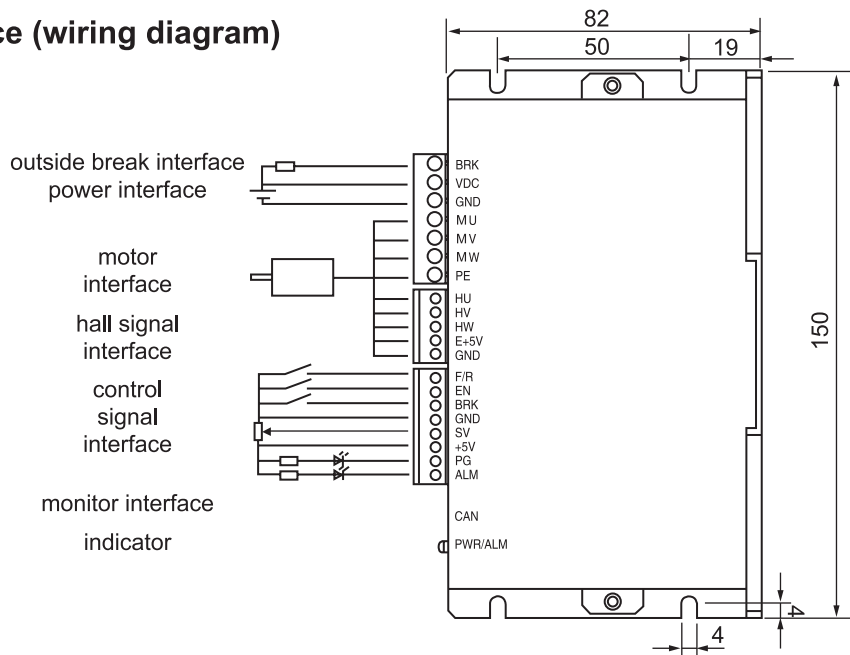 ce (wiring diagram)
82
50
19
outside break interface
power interface
motor
interface
hall signal
interface
control
signal
interface
monitor interface
indicator
BRK
VDC
GND
MU
MV
MW
PE
HU
HV
HW
E+5V
GND
F/R
EN
BRK
GND
SV
+5V
PG
ALM
CAN
PWR/ALM
150
4
4